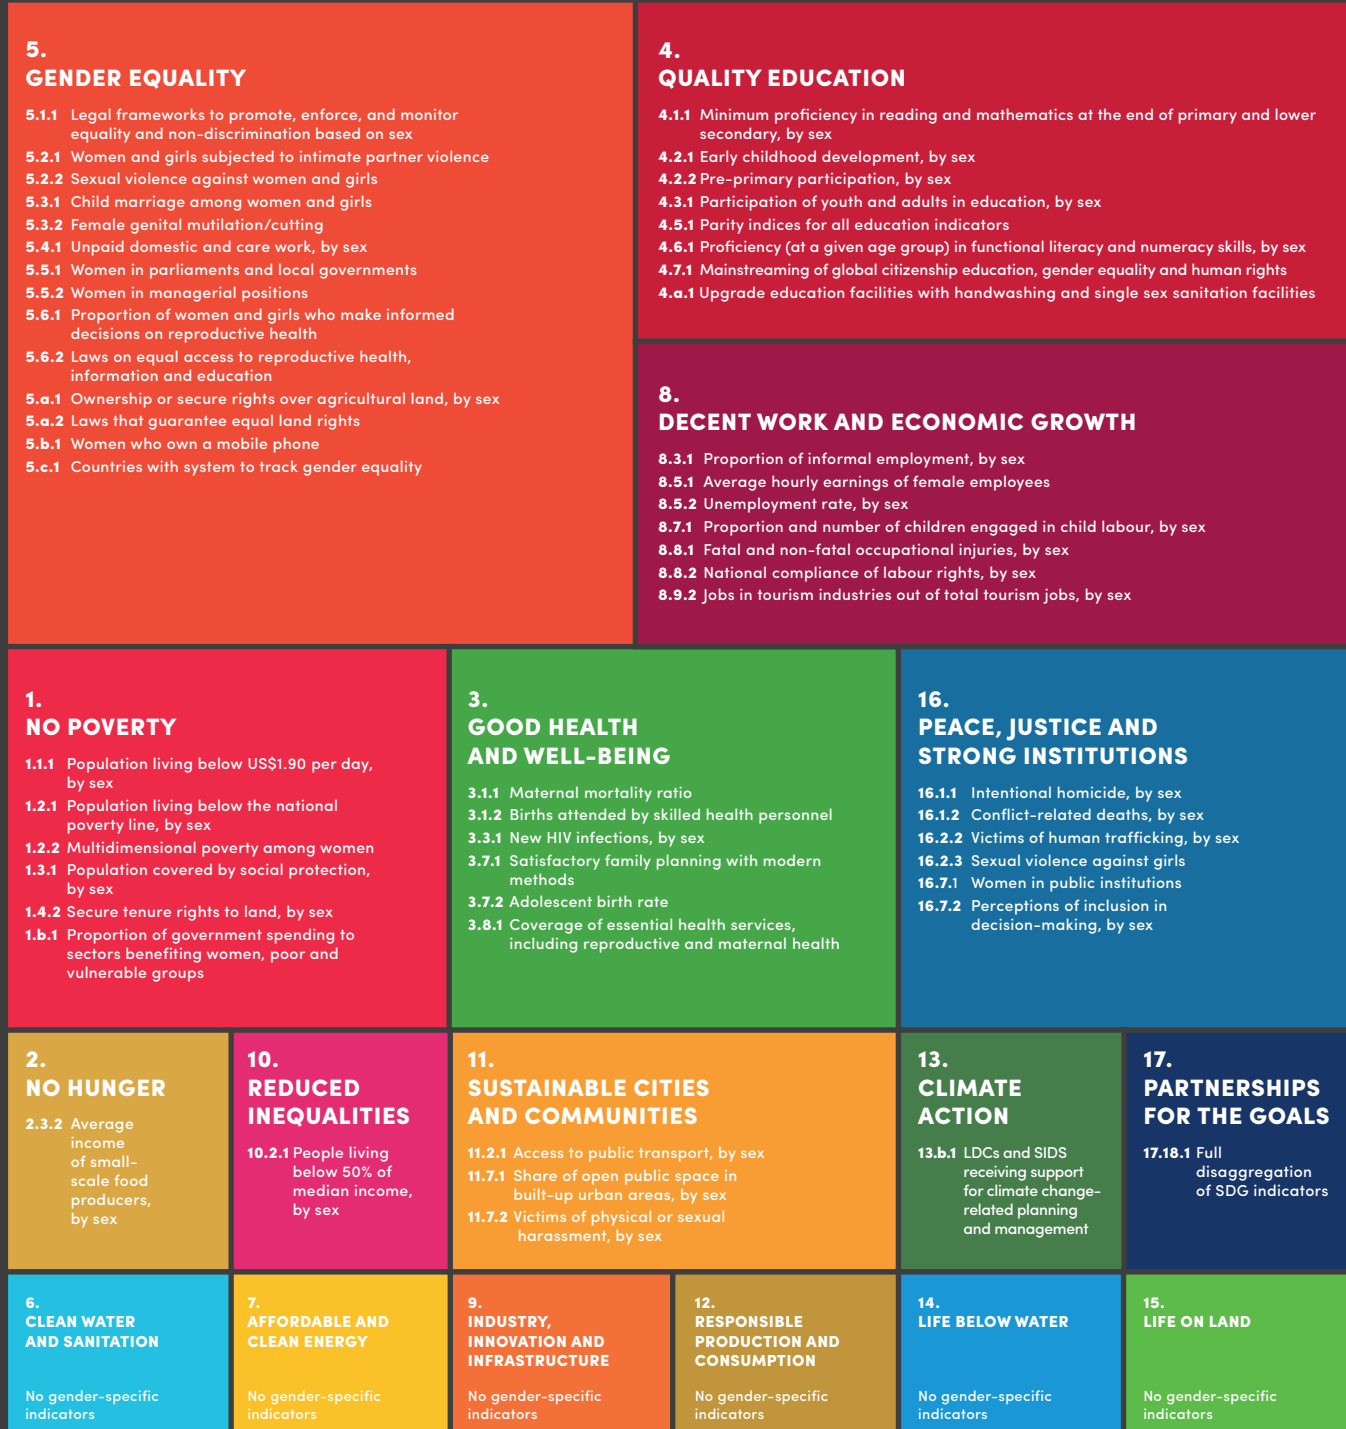 5.
GENDER EQUALITY
5.1.1 Legal frameworks to promote, enforce, and monitor
equality and non-discrimination based on sex
5.2.1 Women and girls subjected to intimate partner violence
5.2.2 Sexual violence against women and girls
5.3.1 Child marriage among women and girls
5.3.2 Female genital mutilation/cutting
5.4.1 Unpaid domestic and care work, by sex
5.5.1 Women in parliaments and local governments
5.5.2 Women in managerial positions
5.6.1 Proportion of women and girls who make informed
decisions on reproductive health
5.6.2 Laws on equal access to reproductive health,
information and education
5.a.1 Ownership or secure rights over agricultural land, by sex
5.a.2 Laws that guarantee equal land rights
5.b.1 Women who own a mobile phone
5.c.1 Countries with system to track gender equality
4.
QUALITY EDUCATION
4.1.1 Minimum proficiency in reading and mathematics at the end of primary and lower
secondary, by sex
4.2.1 Early childhood development, by sex
4.2.2 Pre-primary participation, by sex
4.3.1 Participation of youth and adults in education, by sex
4.5.1 Parity indices for all education indicators
4.6.1 Proficiency (at a given age group) in functional literacy and numeracy skills, by sex
4.7.1 Mainstreaming of global citizenship education, gender equality and human rights
4.a.1 Upgrade education facilities with handwashing and single sex sanitation facilities
8.
DECENT WORK AND ECONOMIC GROWTH
8.3.1 Proportion of informal employment, by sex
8.5.1 Average hourly earnings of female employees
8.5.2 Unemployment rate, by sex
8.7.1 Proportion and number of children engaged in child labour, by sex
8.8.1 Fatal and non-fatal occupational injuries, by sex
8.8.2 National compliance of labour rights, by sex
8.9.2 Jobs in tourism industries out of total tourism jobs, by sex
1.
NO POVERTY
1.1.1 Population living below US$1.90 per day,
by sex
1.2.1 Population living below the national
poverty line, by sex
1.2.2 Multidimensional poverty among women
1.3.1 Population covered by social protection,
by sex
1.4.2 Secure tenure rights to land, by sex
1.b.1 Proportion of government spending to
sectors benefiting women, poor and
vulnerable groups
3.
GOOD HEALTH
AND WELL-BEING
3.1.1 Maternal mortality ratio
3.1.2 Births attended by skilled health personnel
3.3.1 New HIV infections, by sex
3.7.1 Satisfactory family planning with modern
methods
3.7.2 Adolescent birth rate
3.8.1 Coverage of essential health services,
including reproductive and maternal health
16.
PEACE, JUSTICE AND
STRONG INSTITUTIONS
16.1.1 Intentional homicide, by sex
16.1.2 Conflict-related deaths, by sex
16.2.2 Victims of human trafficking, by sex
16.2.3 Sexual violence against girls
16.7.1 Women in public institutions
16.7.2 Perceptions of inclusion in
decision-making, by sex
2.
NO HUNGER
2.3.2 Average
income
of small-
scale food
producers,
by sex
10.
REDUCED
INEQUALITIES
10.2.1 People living
below 50% of
median income,
by sex
11.
SUSTAINABLE CITIES
AND COMMUNITIES
11.2.1 Access to public transport, by sex
11.7.1 Share of open public space in
built-up urban areas, by sex
11.7.2 Victims of physical or sexual
harassment, by sex
13.
CLIMATE
ACTION
13.b.1 LDCs and SIDS
receiving support
for climate change-
related planning
and management
17.
PARTNERSHIPS
FOR THE GOALS
17.18.1 Full
disaggregation
of SDG indicators
6.
CLEAN WATER
AND SANITATION
No gender-specific
indicators
7.
AFFORDABLE AND
CLEAN ENERGY
No gender-specific
indicators
9.
INDUSTRY,
INNOVATION AND
INFRASTRUCTURE
No gender-specific
indicators
12.
RESPONSIBLE
PRODUCTION AND
CONSUMPTION
No gender-specific
indicators
14.
LIFE BELOW WATER
No gender-specific
indicators
15.
LIFE ON LAND
No gender-specific
indicators